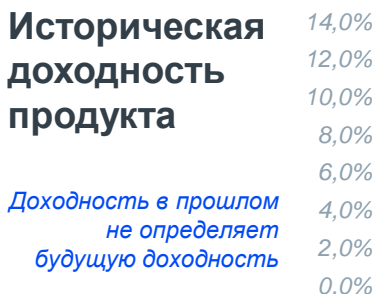 Историческая
доходность
продукта
Доходность в прошлом
не определяет
будущую доходность
14,0%
12,0%
10,0%
8,0%
6,0%
4,0%
2,0%
0,0%